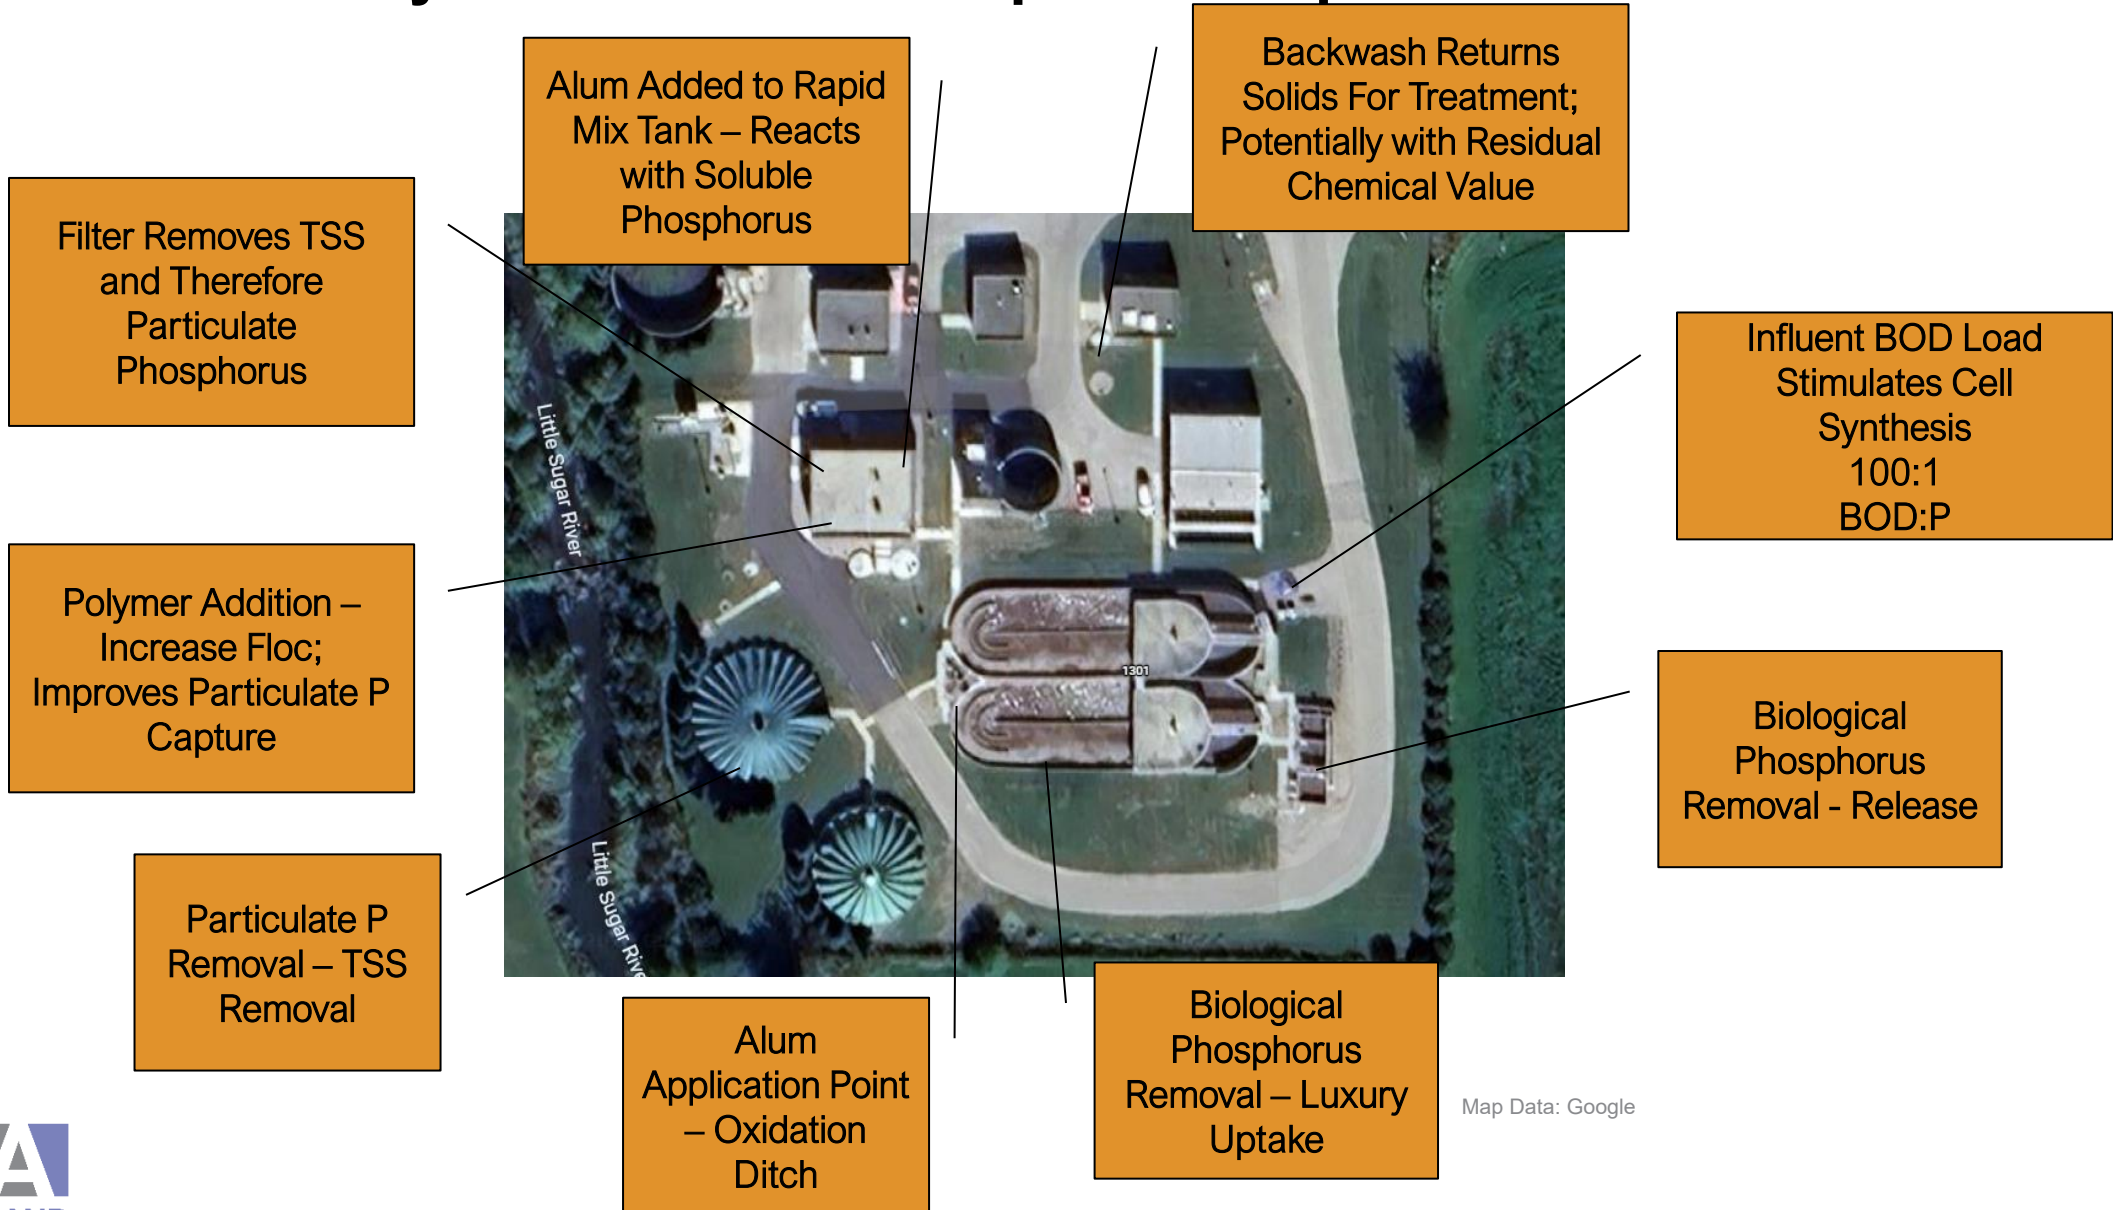 Alum Added to Rapid
Mix Tank – Reacts
with Soluble
Phosphorus
Backwash Returns
Solids For Treatment;
Potentially with Residual
Chemical Value
Filter Removes TSS
and Therefore
Particulate
Phosphorus
Influent BOD Load
Stimulates Cell
Synthesis
100:1
BOD:P
Little Sugar River
Polymer Addition –
Increase Floc;
Improves Particulate P
Capture
1301
Biological
Phosphorus
Removal - Release
Little Sugar Rive
Particulate P
Removal – TSS
Removal
Alum
Application Point
– Oxidation
Ditch
Biological
Phosphorus
Removal – Luxury
Uptake
Map Data: Google
A